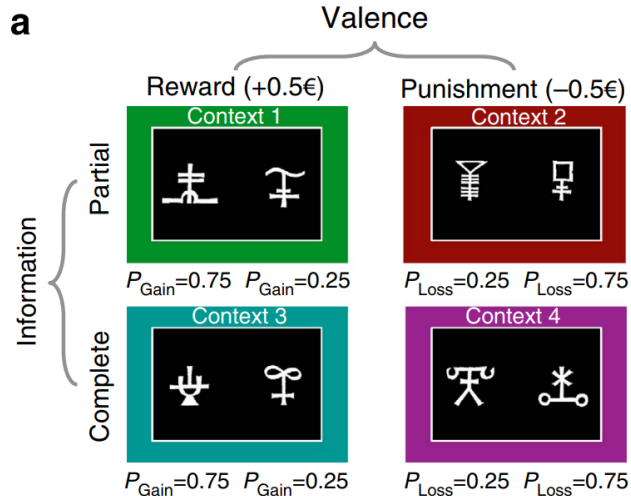 a
Valence
Reward (+0.5€) Punishment (−0.5€)
Information
Partial
Context 1 Context 2
P_Gain=0.75 P_Gain=0.25 P_Loss=0.25 P_Loss=0.75
Complete
Context 3 Context 4
P_Gain=0.75 P_Gain=0.25 P_Loss=0.25 P_Loss=0.75